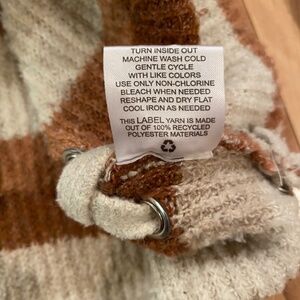 TURN INSIDE OUT
MACHINE WASH COLD
GENTLE CYCLE
WITH LIKE COLORS
USE ONLY NON-CHLORINE
BLEACH WHEN NEEDED
RESHAPE AND DRY FLAT
COOL IRON AS NEEDED
THIS LABEL YARN IS MADE
OUT OF 100% RECYCLED
POLYESTER MATERIALS